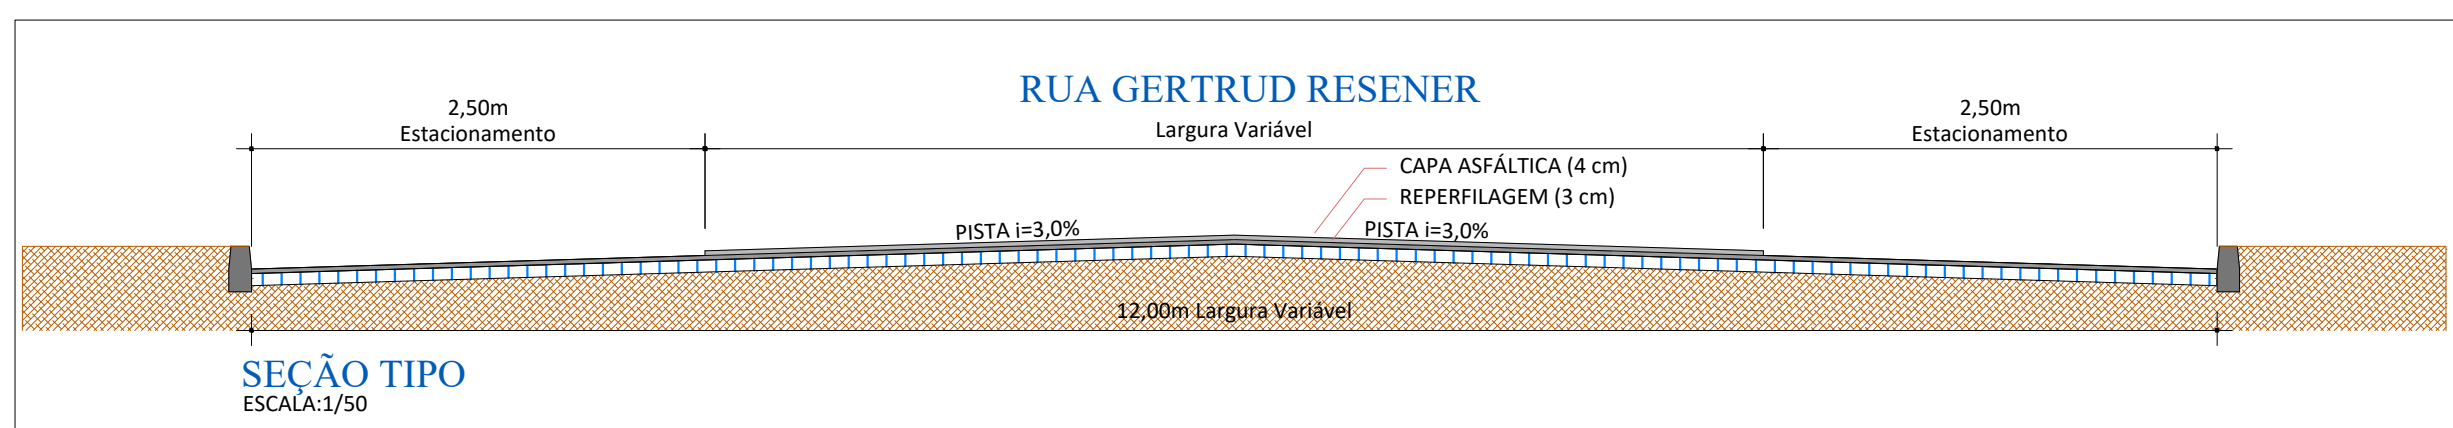 RUA GERTRUD RESENER
2,50m
Estacionamento
Largura Variável
2,50m
Estacionamento
CAPA ASFÁLTICA (4 cm)
REPERFILAGEM (3 cm)
PISTA i=3,0%
PISTA i=3,0%
12,00m Largura Variável
SEÇÃO TIPO
ESCALA:1/50